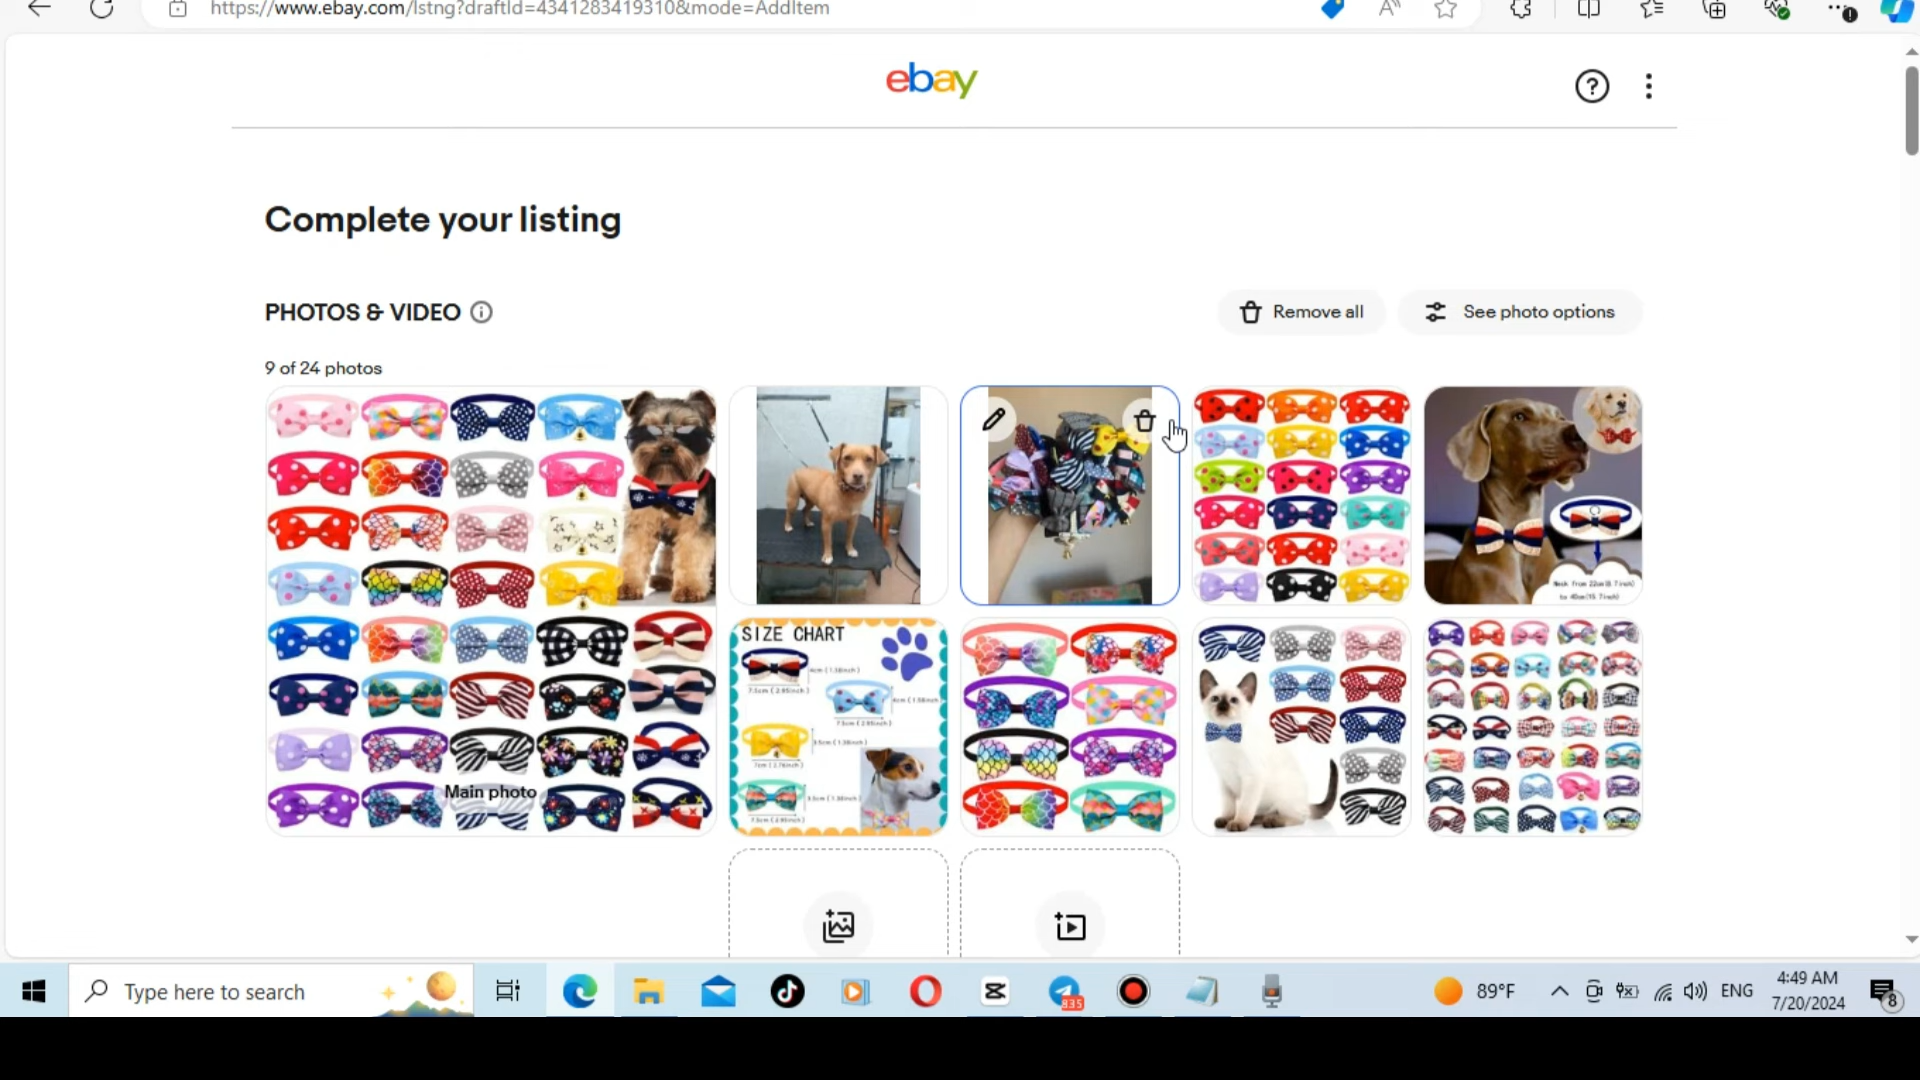 https://www.ebay.com/lstng?draftId=4341283419310&mode=AddItem
ebay
Complete your listing
PHOTOS & VIDEO
Remove all
See photo options
9 of 24 photos
SIZE CHART
Main photo
Type here to search
835
89°F
ENG
4:49 AM
7/20/2024
8